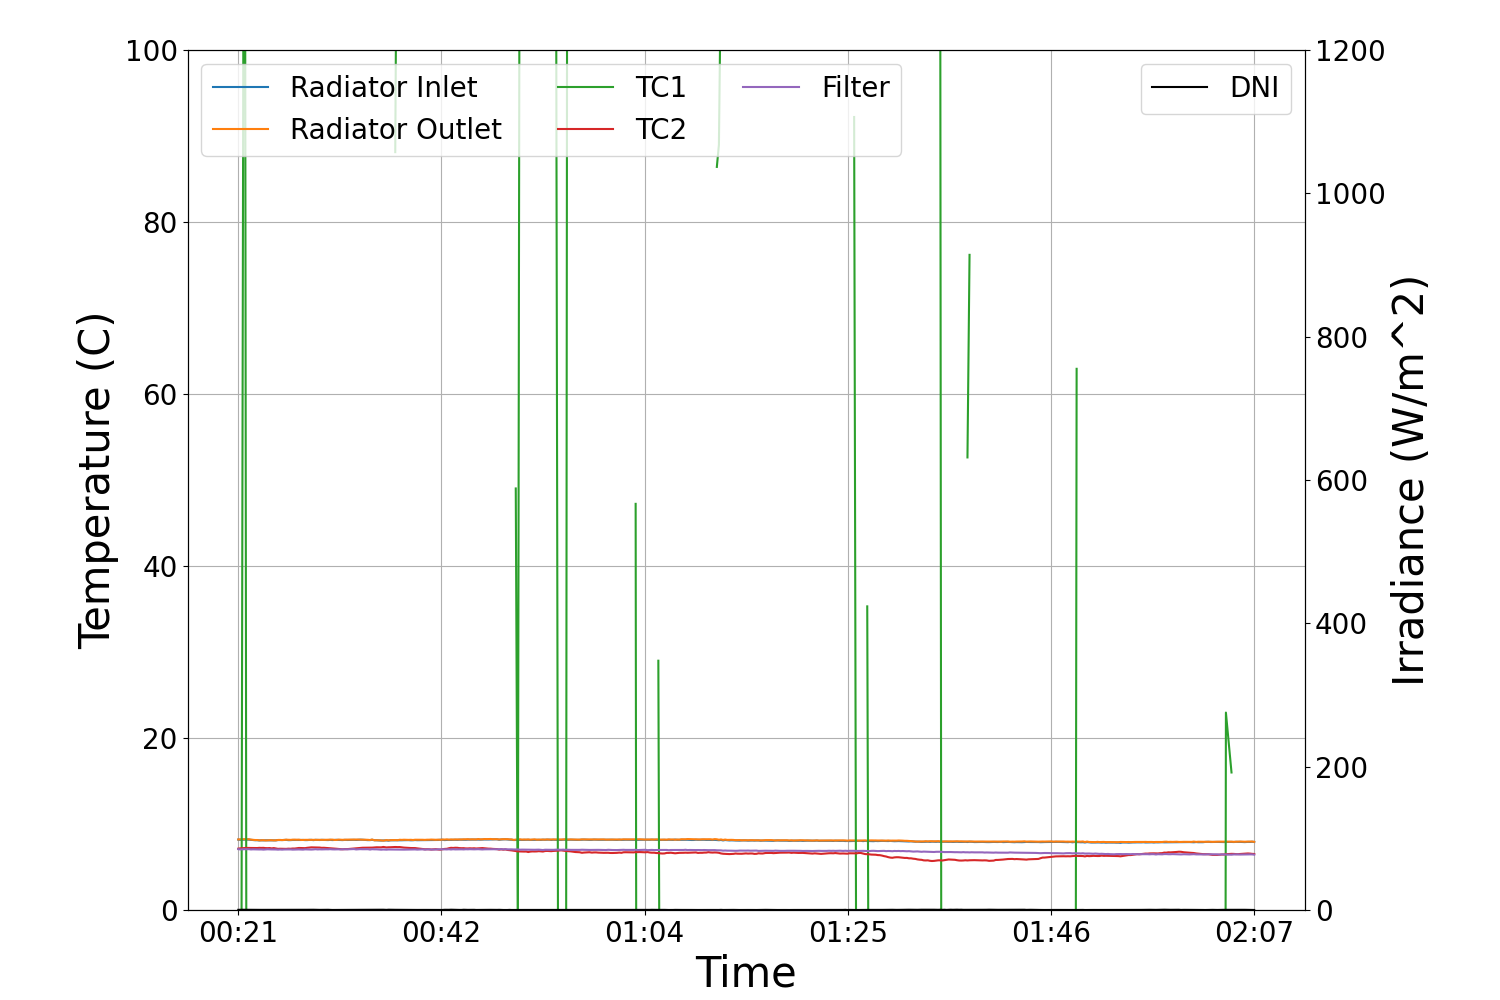 100
80
60
40
20
0
Temperature (C)
Radiator Inlet
Radiator Outlet
TC1
TC2
Filter
DNI
1200
1000
800
600
400
200
0
Irradiance (W/m^2)
00:21 00:42 01:04 01:25 01:46 02:07
Time